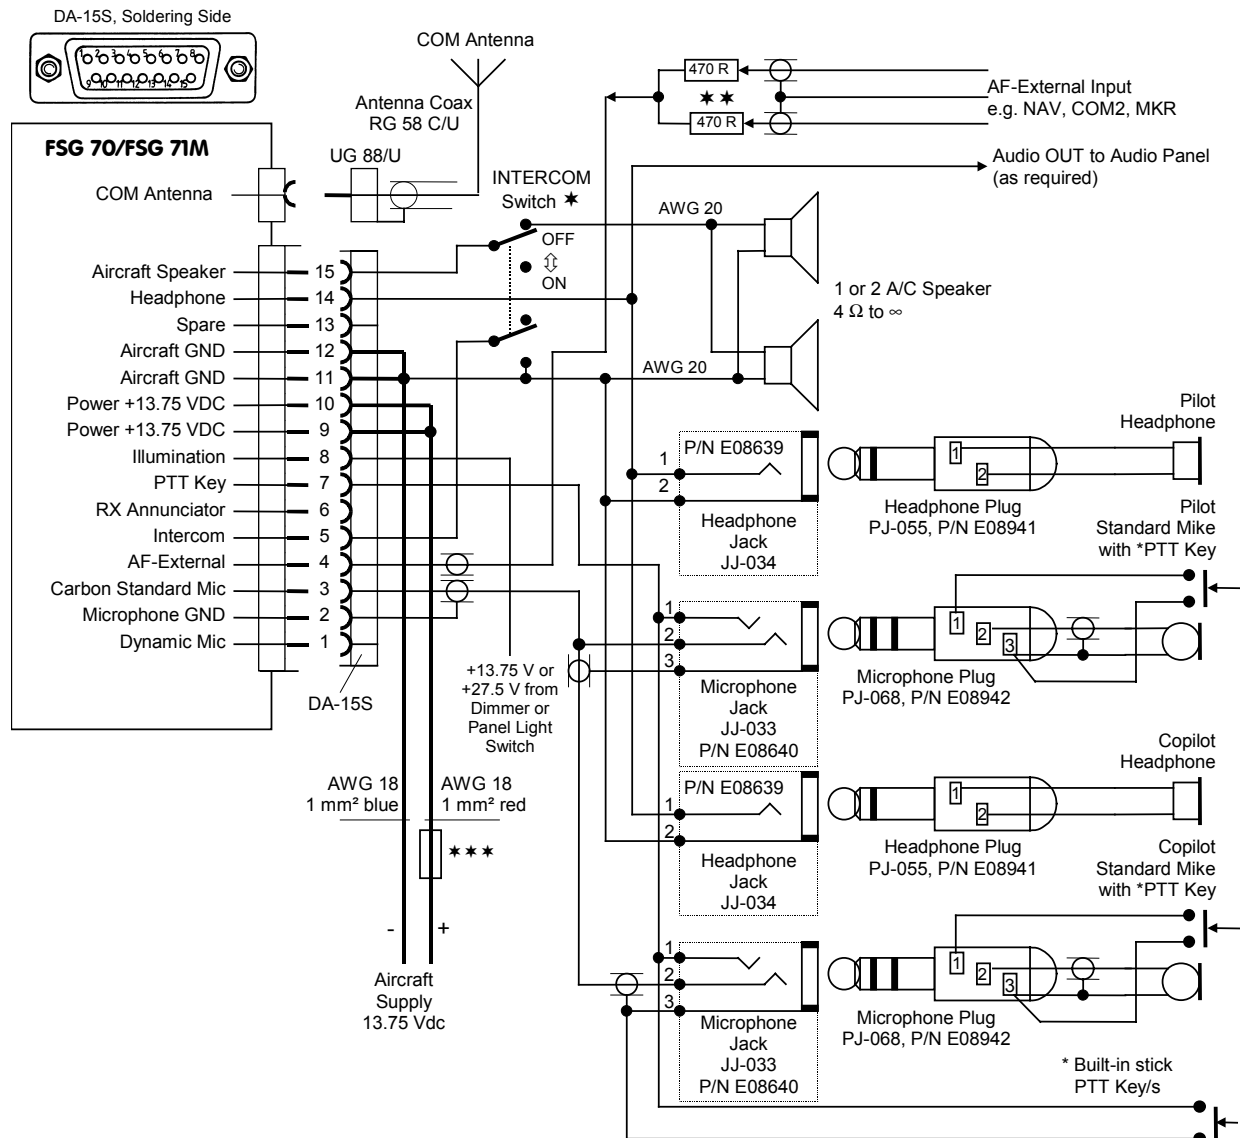 DA-15S, Soldering Side
1 2 3 4 5 6 7 8
9 10 11 12 13 14 15
FSG 70/FSG 71M
COM Antenna
UG 88/U
COM Antenna
Antenna Coax
RG 58 C/U
INTERCOM
Switch ★
OFF
ON
470 R
★ ★
470 R
AF-External Input
e.g. NAV, COM2, MKR
Audio OUT to Audio Panel
(as required)
AWG 20
AWG 20
1 or 2 A/C Speaker
4 Ω to ∞
Aircraft Speaker 15
Headphone 14
Spare 13
Aircraft GND 12
Aircraft GND 11
Power +13.75 VDC 10
Power +13.75 VDC 9
Illumination 8
PTT Key 7
RX Annunciator 6
Intercom 5
AF-External 4
Carbon Standard Mic 3
Microphone GND 2
Dynamic Mic 1
DA-15S
+13.75 V or
+27.5 V from
Dimmer or
Panel Light
Switch
AWG 18
1 mm² blue
AWG 18
1 mm² red
★★★
-
+
Aircraft
Supply
13.75 Vdc
P/N E08639
1
2
Headphone
Jack
JJ-034
1
2
Headphone Plug
PJ-055, P/N E08941
Pilot
Headphone
1
2
3
Microphone
Jack
JJ-033
P/N E08640
1
2
3
Microphone Plug
PJ-068, P/N E08942
Pilot
Standard Mike
with *PTT Key
P/N E08639
1
2
Headphone
Jack
JJ-034
1
2
Headphone Plug
PJ-055, P/N E08941
Copilot
Headphone
1
2
3
Microphone
Jack
JJ-033
P/N E08640
1
2
3
Microphone Plug
PJ-068, P/N E08942
Copilot
Standard Mike
with *PTT Key
* Built-in stick
PTT Key/s